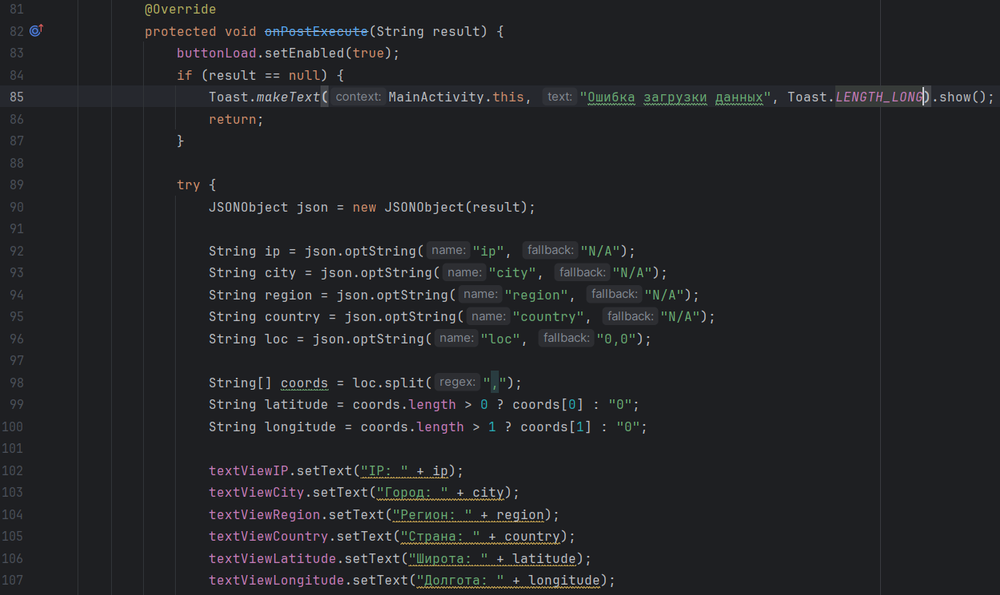 81 @Override
82 protected void onPostExecute(String result) {
83 buttonLoad.setEnabled(true);
84 if (result == null) {
85 Toast.makeText( context: MainActivity.this, text: "Ошибка загрузки данных", Toast.LENGTH_LONG).show();
86 return;
87 }
88
89 try {
90 JSONObject json = new JSONObject(result);
91
92 String ip = json.optString( name: "ip", fallback: "N/A");
93 String city = json.optString( name: "city", fallback: "N/A");
94 String region = json.optString( name: "region", fallback: "N/A");
95 String country = json.optString( name: "country", fallback: "N/A");
96 String loc = json.optString( name: "loc", fallback: "0,0");
97
98 String[] coords = loc.split( regex: ",");
99 String latitude = coords.length > 0 ? coords[0] : "0";
100 String longitude = coords.length > 1 ? coords[1] : "0";
101
102 textViewIP.setText("IP: " + ip);
103 textViewCity.setText("Город: " + city);
104 textViewRegion.setText("Регион: " + region);
105 textViewCountry.setText("Страна: " + country);
106 textViewLatitude.setText("Широта: " + latitude);
107 textViewLongitude.setText("Долгота: " + longitude);